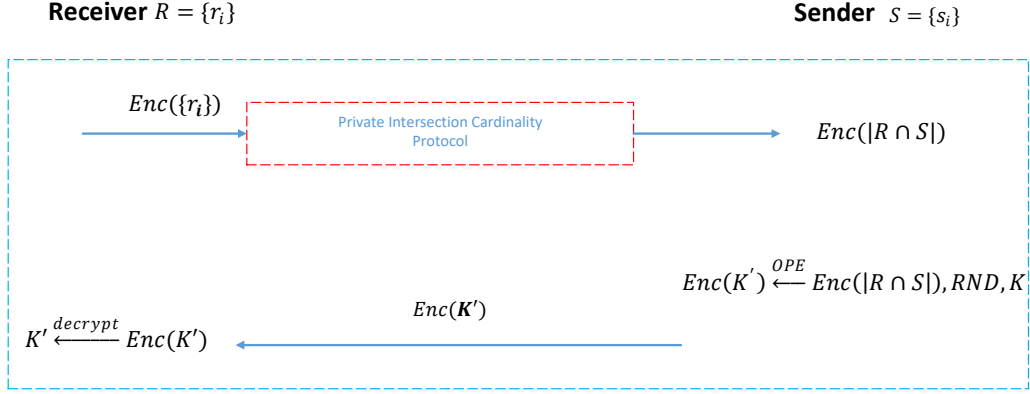 Receiver R = {r_i} Sender S = {s_i}
Enc({r_i})
Private Intersection Cardinality
Protocol
Enc(|R ∩ S|)
Enc(K') ⟵^{OPE} Enc(|R ∩ S|), RND, K
Enc(K')
K' ⟵^{decrypt} Enc(K')